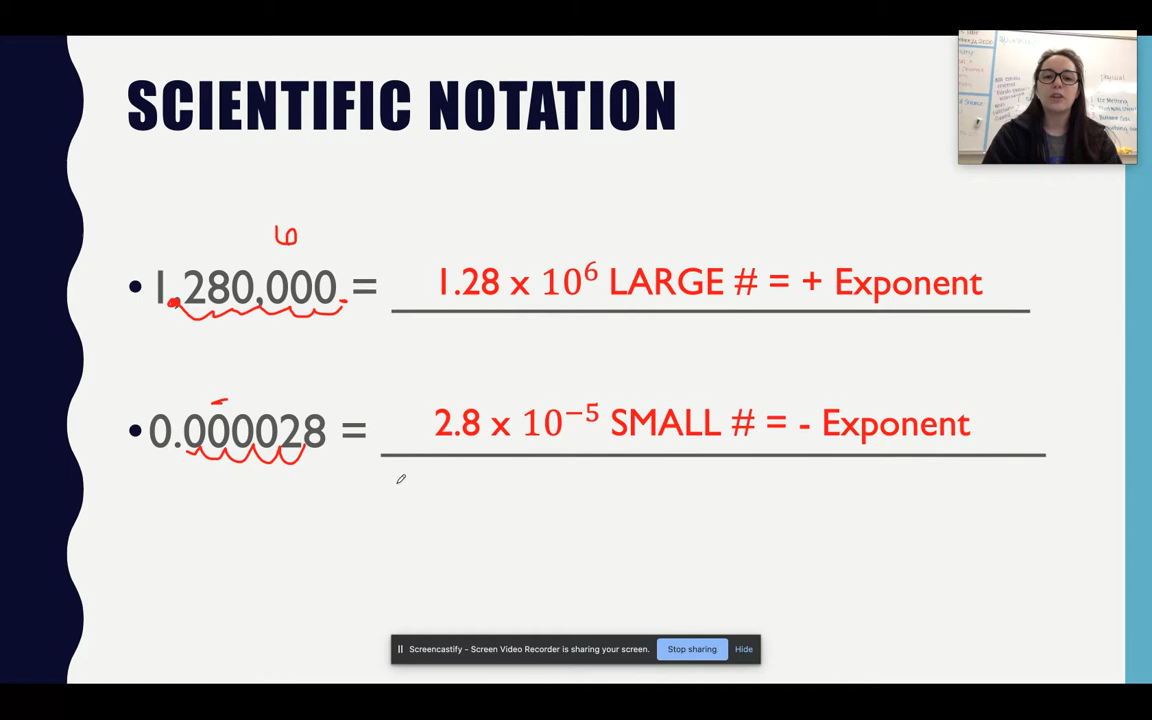 SCIENTIFIC NOTATION
6
• 1,280,000 = 1.28 x 10⁶ LARGE # = + Exponent
• 0.000028 = 2.8 x 10⁻⁵ SMALL # = - Exponent
physical
Screencastify - Screen Video Recorder is sharing your screen. Stop sharing Hide